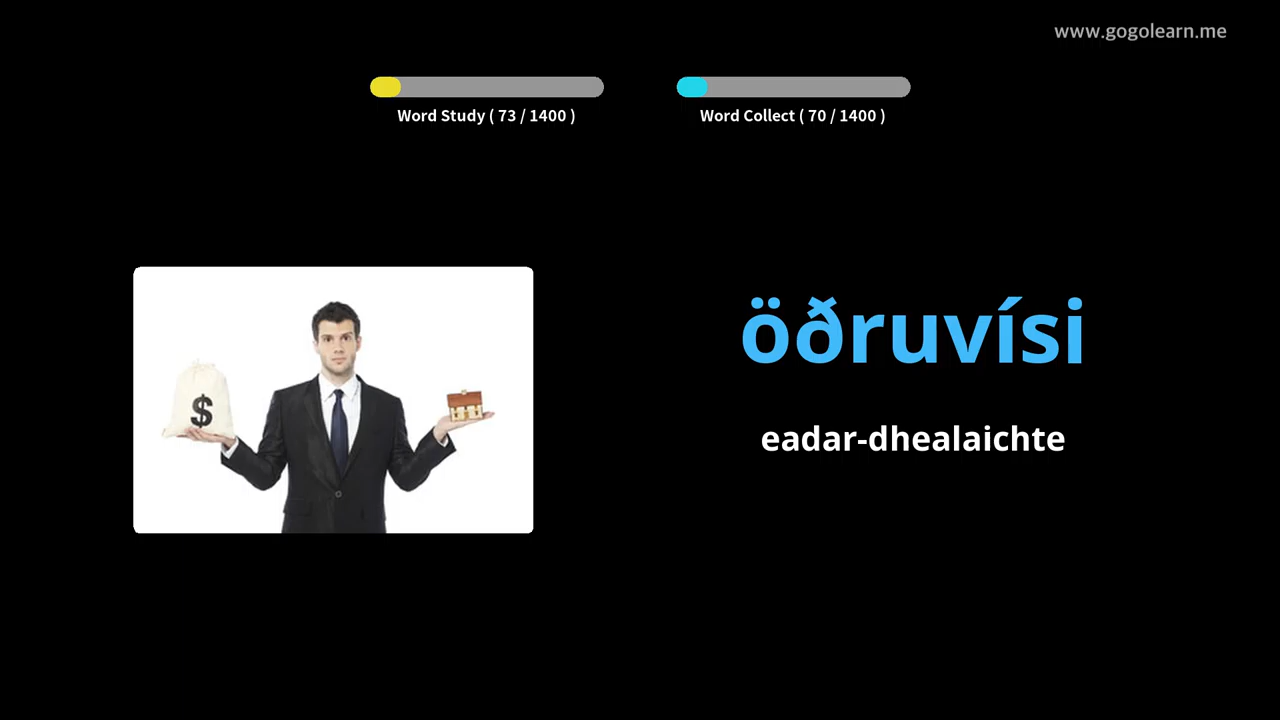 www.gogolearn.me
Word Study ( 73 / 1400 )
Word Collect ( 70 / 1400 )
$
öðruvísi
eadar-dhealaichte